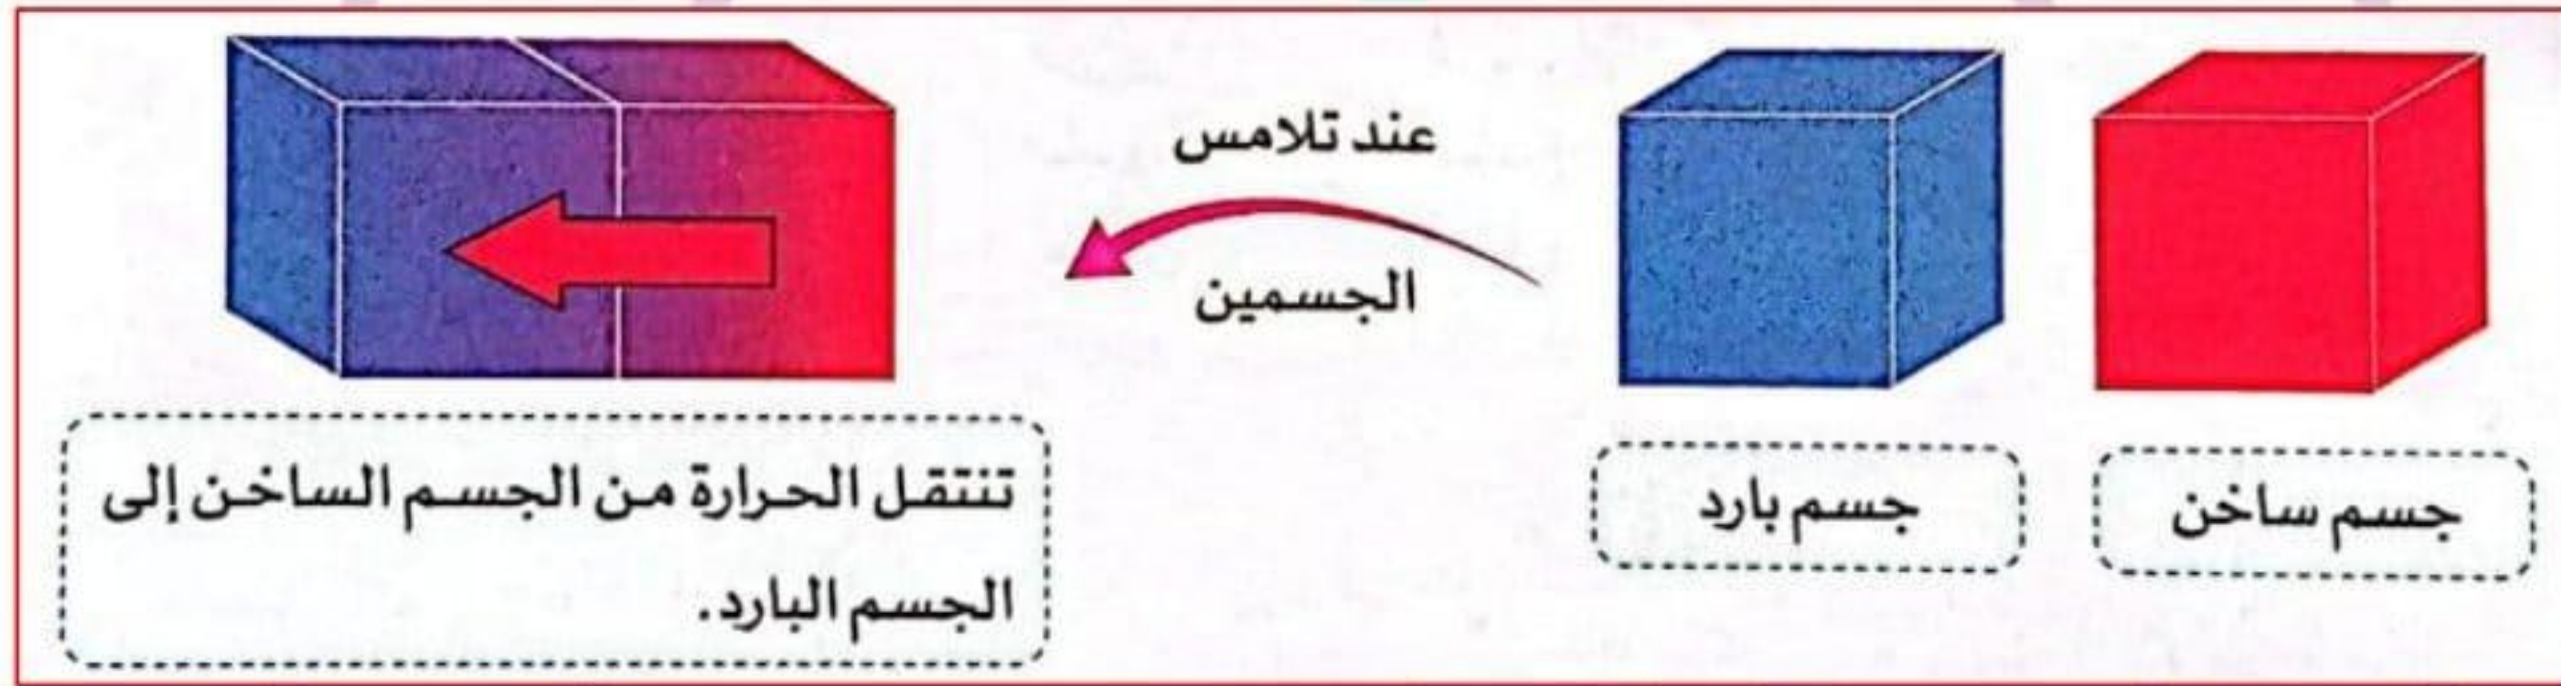 عند تلامس
الجسمين
جسم ساخن
جسم بارد
تنتقل الحرارة من الجسم الساخن إلى
الجسم البارد.